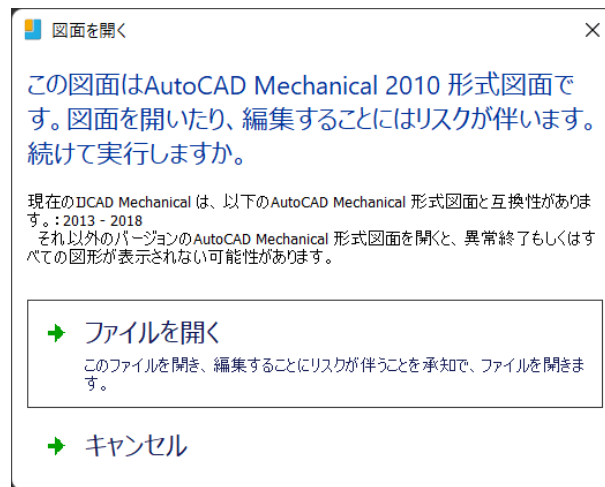 図面を開く
この図面はAutoCAD Mechanical 2010 形式図面で
す。図面を開いたり、編集することにはリスクが伴います。
続けて実行しますか。
現在のIJCAD Mechanical は、以下のAutoCAD Mechanical 形式図面と互換性がありま
す。: 2013 - 2018
それ以外のバージョンのAutoCAD Mechanical 形式図面を開くと、異常終了もしくはす
べての図形が表示されない可能性があります。
ファイルを開く
このファイルを開き、編集することにリスクが伴うことを承知で、ファイルを開きま
す。
キャンセル